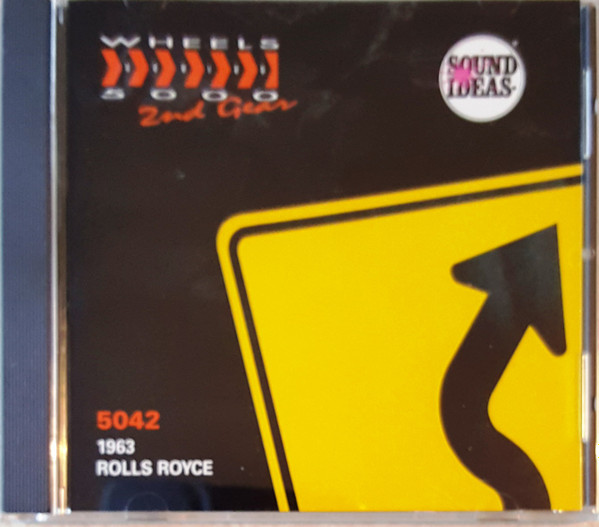 WHEELS
5000
2nd Gear
SOUND
IDEAS
5042
1963
ROLLS ROYCE